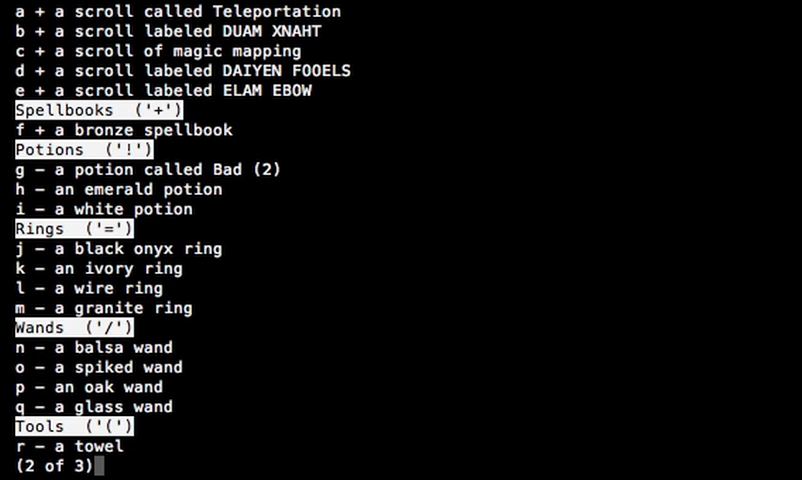 a + a scroll called Teleportation
b + a scroll labeled DUAM XNAHT
c + a scroll of magic mapping
d + a scroll labeled DAIYEN FOOELS
e + a scroll labeled ELAM EBOW
Spellbooks  ('+')
f + a bronze spellbook
Potions  ('!')
g - a potion called Bad (2)
h - an emerald potion
i - a white potion
Rings  ('=')
j - a black onyx ring
k - an ivory ring
l - a wire ring
m - a granite ring
Wands  ('/')
n - a balsa wand
o - a spiked wand
p - an oak wand
q - a glass wand
Tools  ('(')
r - a towel
(2 of 3)